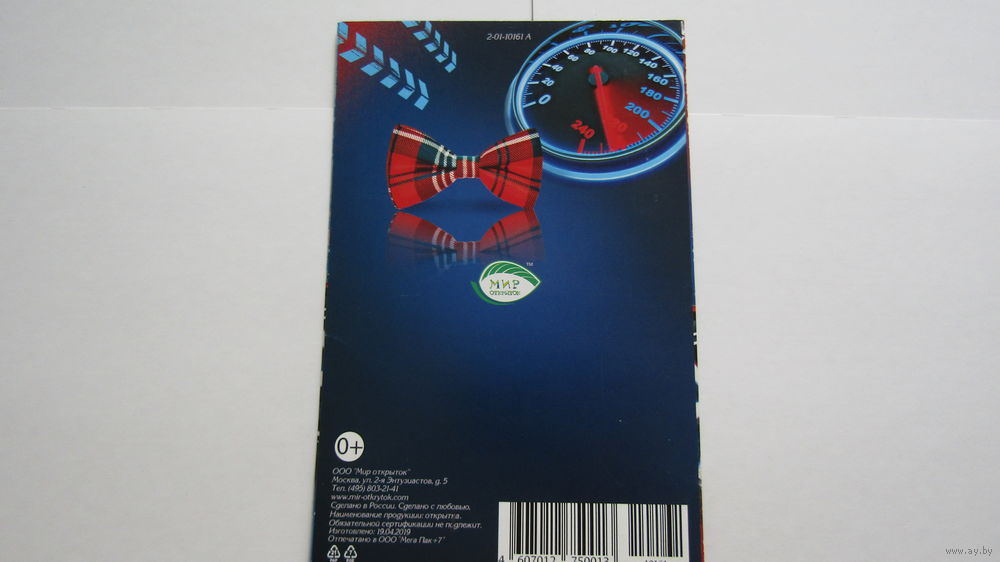 2-01-10161 A
0
20
40
60
80
100
120
140
160
180
200
240
МИР
ОТКРЫТОК
TM
0+
ООО "Мир открыток"
Москва, ул. 2-я Энтузиастов, д. 5
Тел. (495) 803-21-41
www.mir-otkrytok.com
Сделано в России. Сделано с любовью.
Наименование продукции: открытка.
Обязательной сертификации не подлежит.
Изготовлено: 19.04.2019
Отпечатано в ООО "Мега Пак+7"
4 607012 750013
www.ay.by